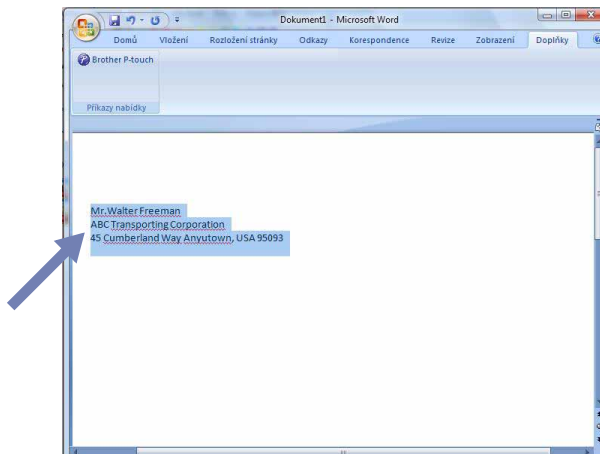 Dokument1 - Microsoft Word
Domů Vložení Rozložení stránky Odkazy Korespondence Revize Zobrazení Doplňky
Brother P-touch
Příkazy nabídky
Mr.Walter Freeman
ABC Transporting Corporation
45 Cumberland Way Anyutown, USA 95093